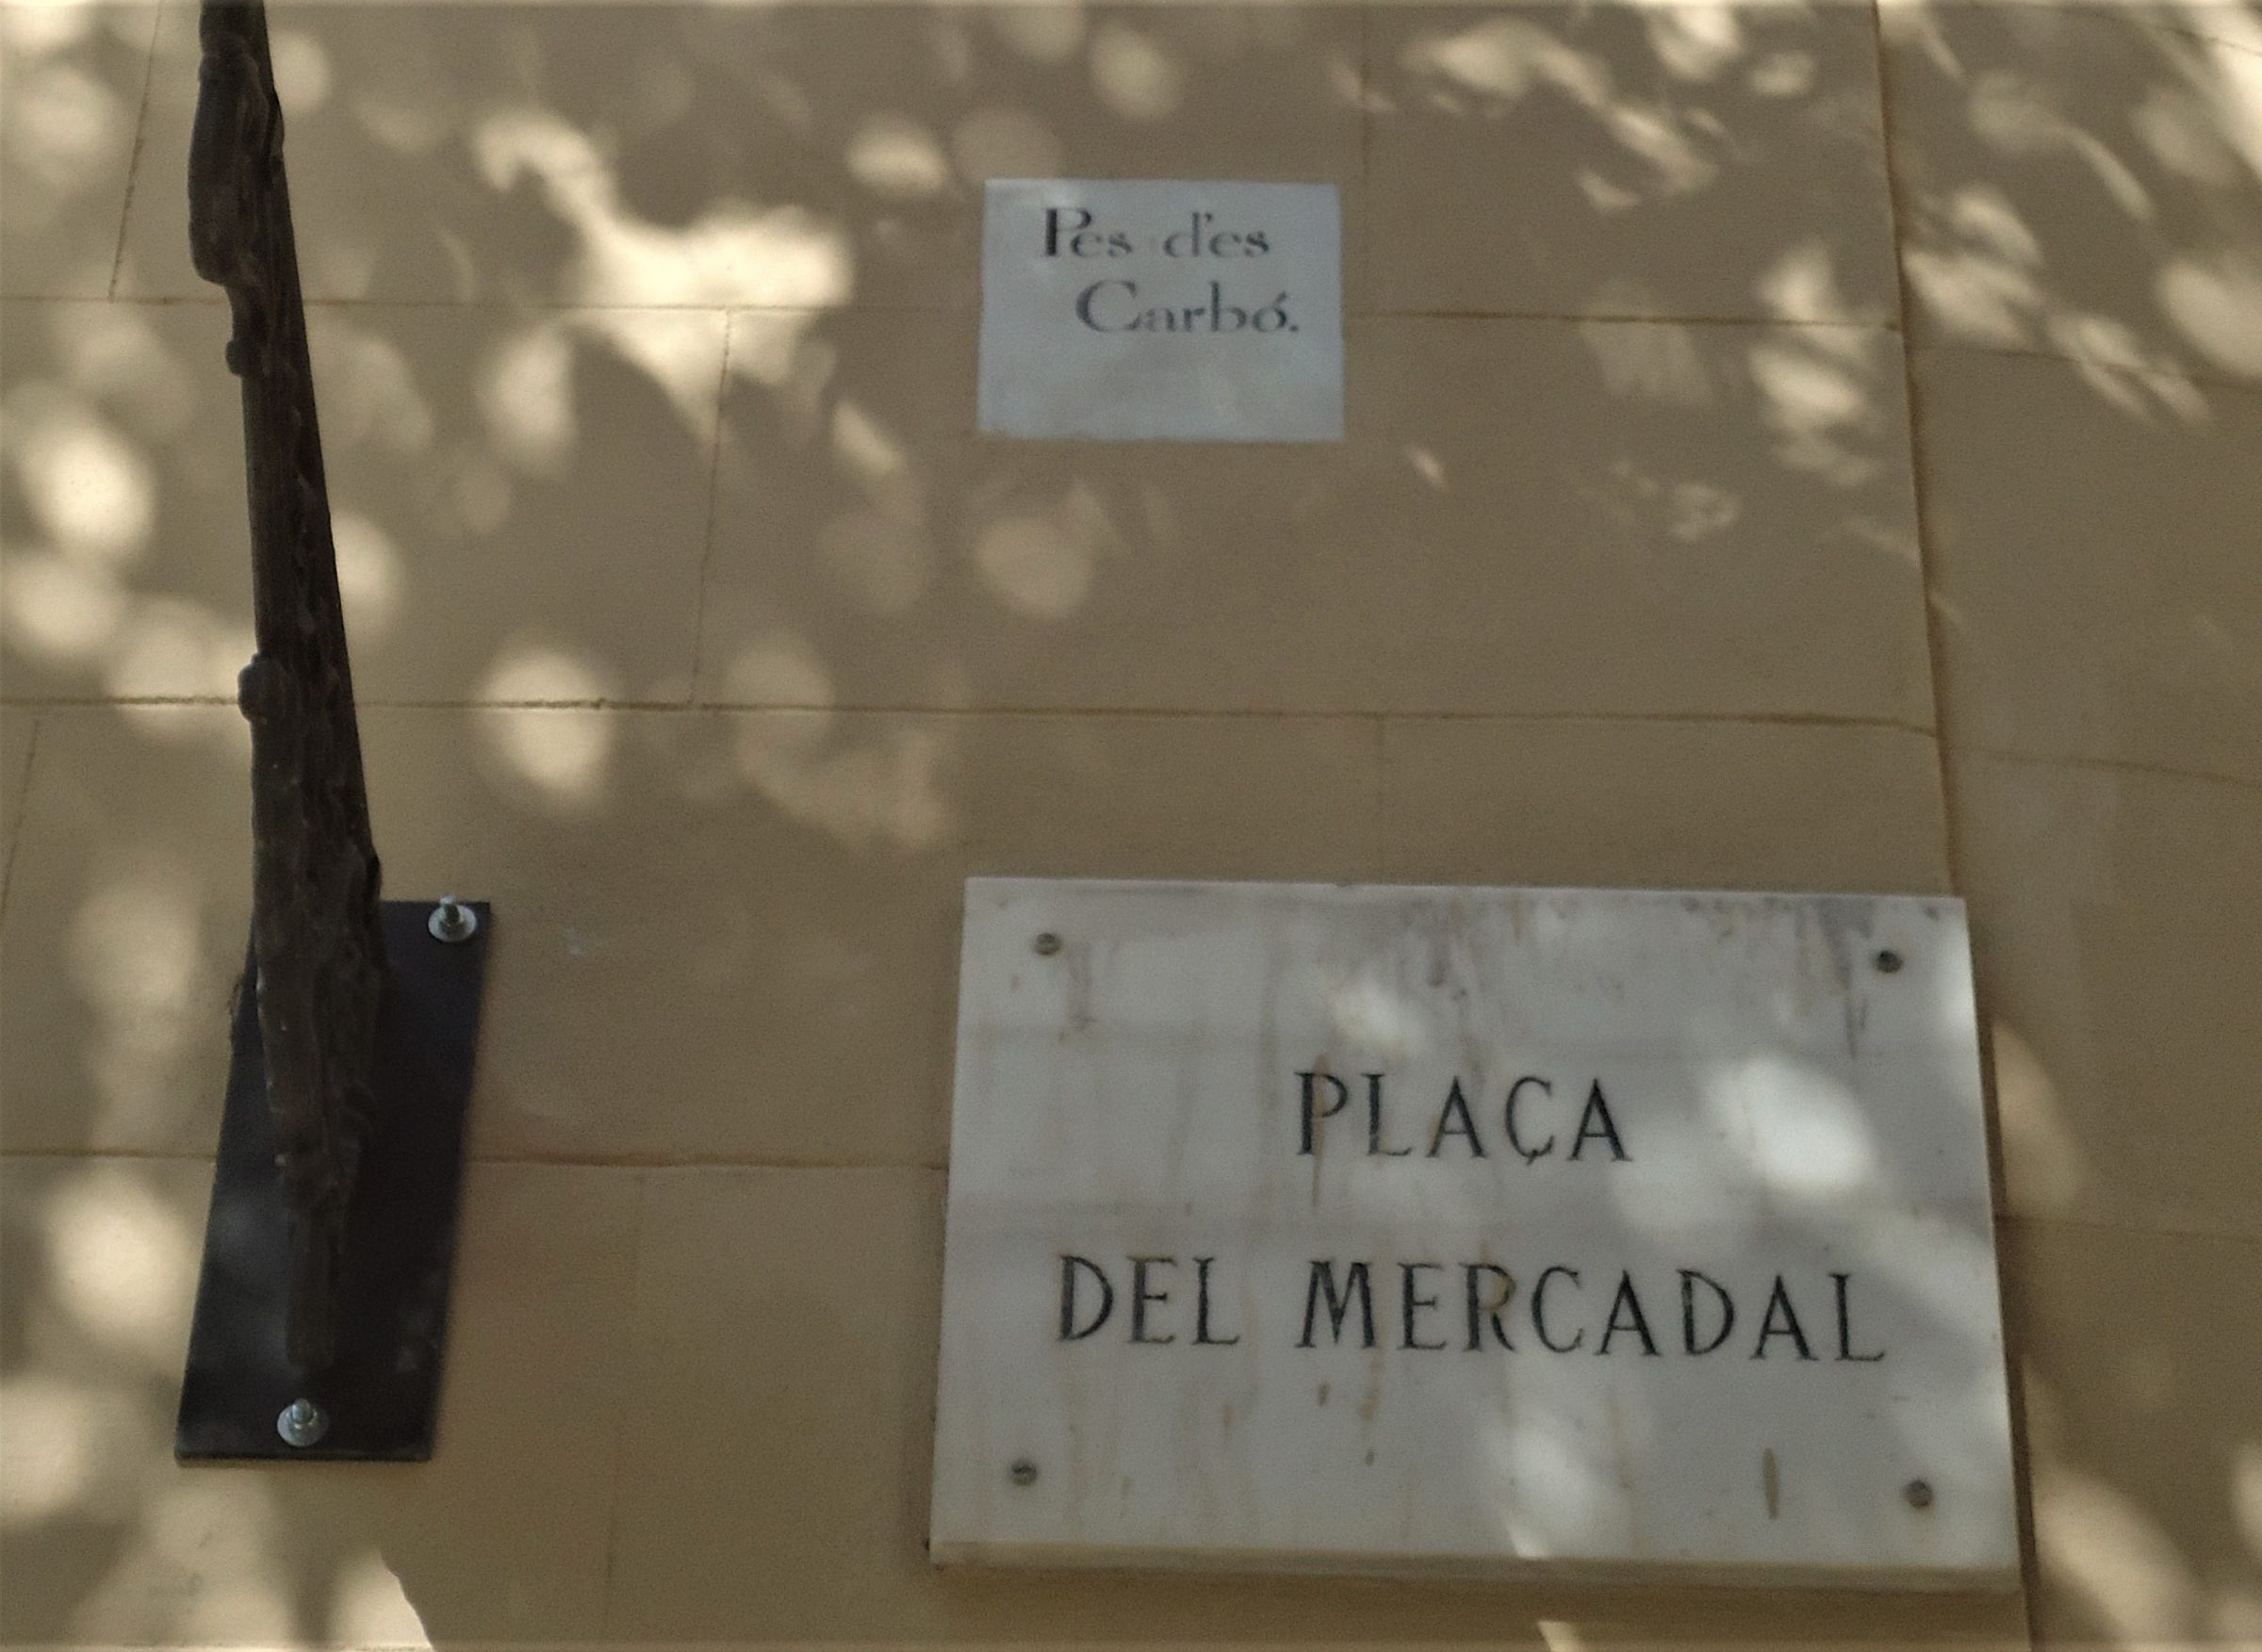 Pes d'es
Carbó.
PLAÇA
DEL MERCADAL